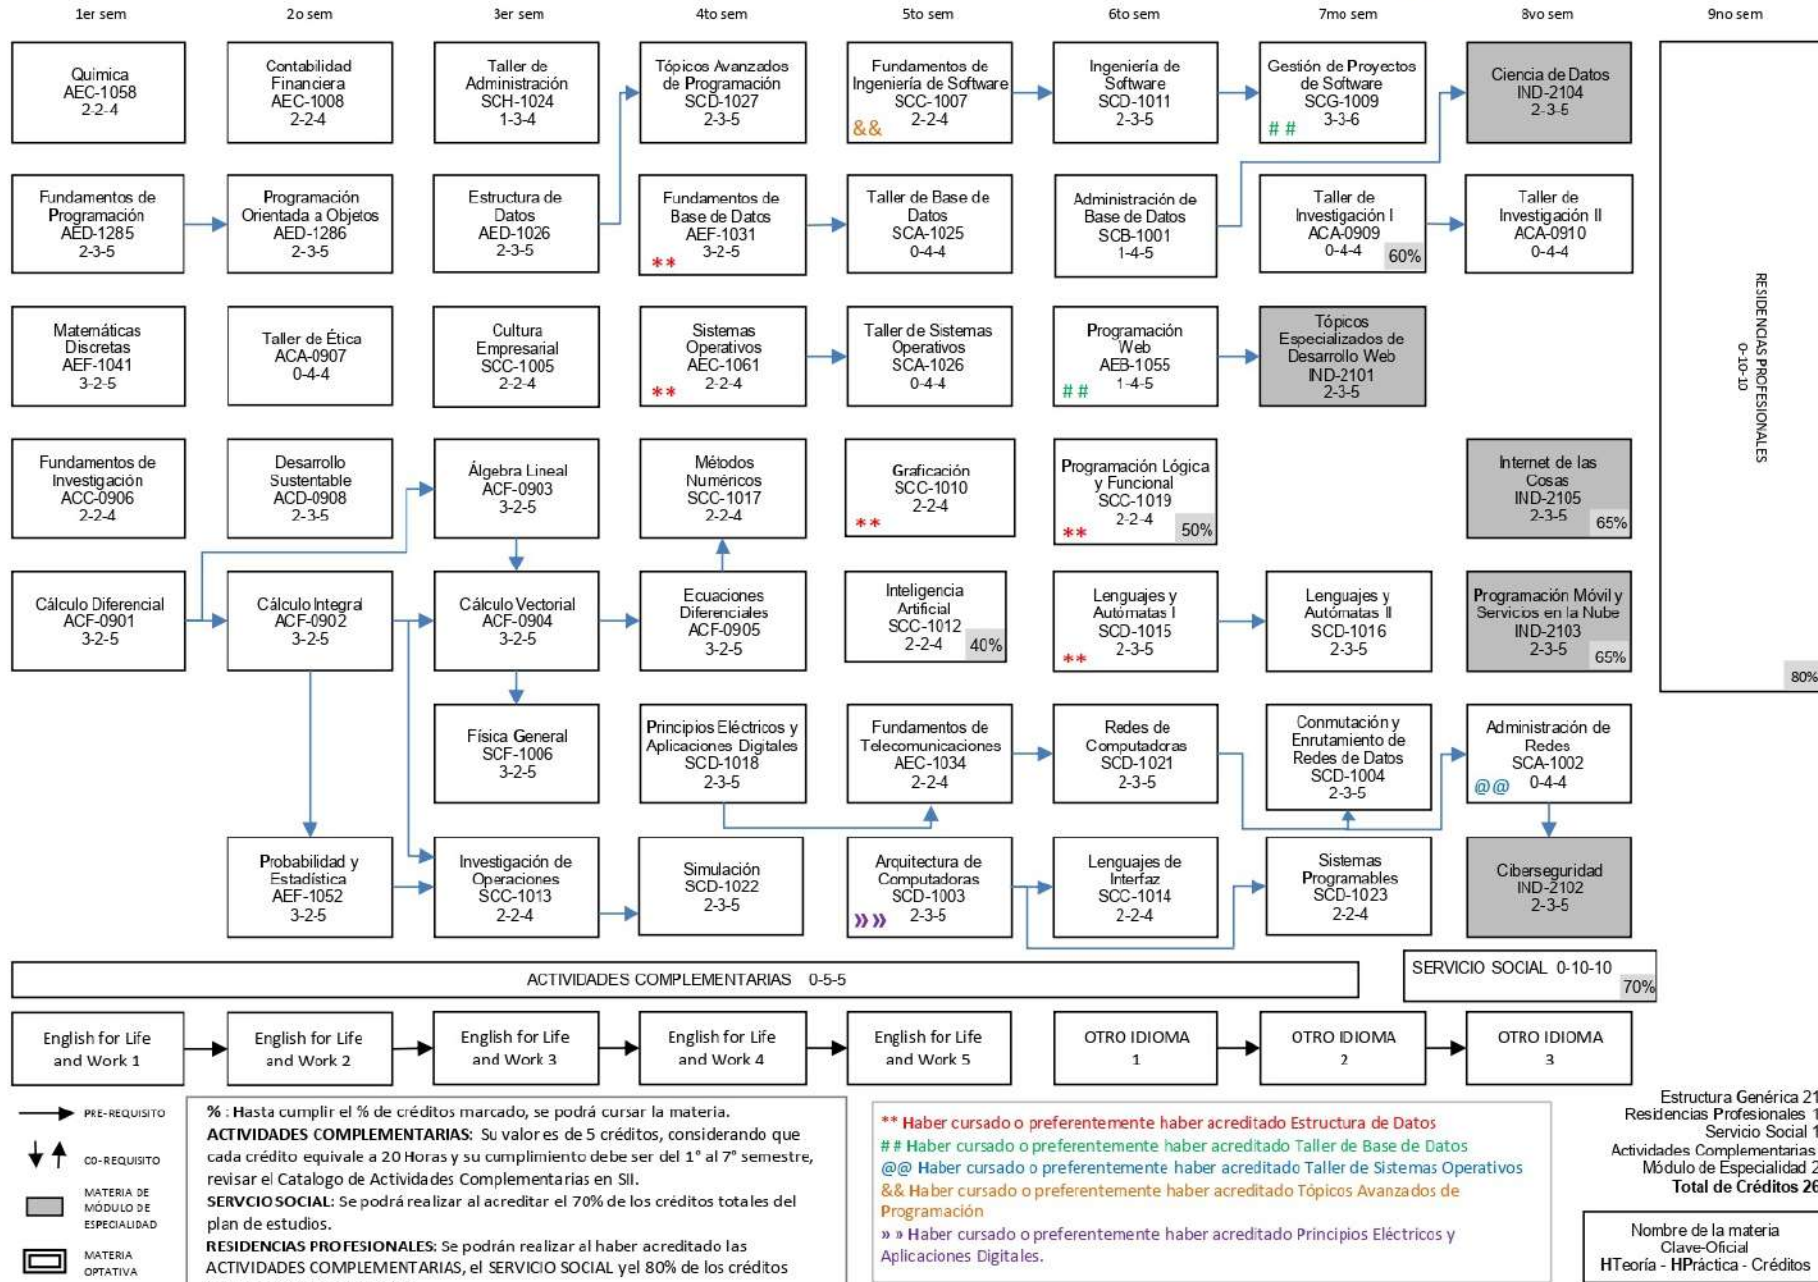 1er sem
2o sem
3er sem
4to sem
5to sem
6to sem
7mo sem
8vo sem
9no sem
Química
AEC-1058
2-2-4
Contabilidad
Financiera
AEC-1008
2-2-4
Taller de
Administración
SCH-1024
1-3-4
Tópicos Avanzados
de Programación
SCD-1027
2-3-5
Fundamentos de
Ingeniería de Software
SCC-1007
&& 2-2-4
Ingeniería de
Software
SCD-1011
2-3-5
Gestión de Proyectos
de Software
SCG-1009
3-3-6
# #
Ciencia de Datos
IND-2104
2-3-5
Fundamentos de
Programación
AED-1285
2-3-5
Programación
Orientada a Objetos
AED-1286
2-3-5
Estructura de
Datos
AED-1026
2-3-5
Fundamentos de
Base de Datos
AEF-1031
3-2-5
**
Taller de Base de
Datos
SCA-1025
0-4-4
Administración de
Base de Datos
SCB-1001
1-4-5
Taller de
Investigación I
ACA-0909
0-4-4 60%
Taller de
Investigación II
ACA-0910
0-4-4
RESIDENCIAS PROFESIONALES
0-10-10
80%
Matemáticas
Discretas
AEF-1041
3-2-5
Taller de Ética
ACA-0907
0-4-4
Cultura
Empresarial
SCC-1005
2-2-4
Sistemas
Operativos
AEC-1061
2-2-4
**
Taller de Sistemas
Operativos
SCA-1026
0-4-4
Programación
Web
AEB-1055
1-4-5
# #
Tópicos
Especializados de
Desarrollo Web
IND-2101
2-3-5
Fundamentos de
Investigación
ACC-0906
2-2-4
Desarrollo
Sustentable
ACD-0908
2-3-5
Álgebra Lineal
ACF-0903
3-2-5
Métodos
Numéricos
SCC-1017
2-2-4
Graficación
SCC-1010
2-2-4
**
Programación Lógica
y Funcional
SCC-1019
2-2-4
** 50%
Internet de las
Cosas
IND-2105
2-3-5
65%
Cálculo Diferencial
ACF-0901
3-2-5
Cálculo Integral
ACF-0902
3-2-5
Cálculo Vectorial
ACF-0904
3-2-5
Ecuaciones
Diferenciales
ACF-0905
3-2-5
Inteligencia
Artificial
SCC-1012
2-2-4 40%
Lenguajes y
Autómatas I
SCD-1015
2-3-5
**
Lenguajes y
Autómatas II
SCD-1016
2-3-5
Programación Móvil y
Servicios en la Nube
IND-2103
2-3-5
65%
Física General
SCF-1006
3-2-5
Principios Eléctricos y
Aplicaciones Digitales
SCD-1018
2-3-5
Fundamentos de
Telecomunicaciones
AEC-1034
2-2-4
Redes de
Computadoras
SCD-1021
2-3-5
Conmutación y
Enrutamiento de
Redes de Datos
SCD-1004
2-3-5
Administración de
Redes
SCA-1002
@@ 0-4-4
Probabilidad y
Estadística
AEF-1052
3-2-5
Investigación de
Operaciones
SCC-1013
2-2-4
Simulación
SCD-1022
2-3-5
Arquitectura de
Computadoras
SCD-1003
»» 2-3-5
Lenguajes de
Interfaz
SCC-1014
2-2-4
Sistemas
Programables
SCD-1023
2-2-4
Ciberseguridad
IND-2102
2-3-5
ACTIVIDADES COMPLEMENTARIAS 0-5-5
SERVICIO SOCIAL 0-10-10
70%
English for Life
and Work 1
English for Life
and Work 2
English for Life
and Work 3
English for Life
and Work 4
English for Life
and Work 5
OTRO IDIOMA
1
OTRO IDIOMA
2
OTRO IDIOMA
3
PRE-REQUISITO
CO-REQUISITO
MATERIA DE
MÓDULO DE
ESPECIALIDAD
MATERIA
OPTATIVA
% : Hasta cumplir el % de créditos marcado, se podrá cursar la materia.
ACTIVIDADES COMPLEMENTARIAS: Su valor es de 5 créditos, considerando que
cada crédito equivale a 20 Horas y su cumplimiento debe ser del 1° al 7° semestre,
revisar el Catalogo de Actividades Complementarias en SII.
SERVCIO SOCIAL: Se podrá realizar al acreditar el 70% de los créditos totales del
plan de estudios.
RESIDENCIAS PROFESIONALES: Se podrán realizar al haber acreditado las
ACTIVIDADES COMPLEMENTARIAS, el SERVICIO SOCIAL y el 80% de los créditos
** Haber cursado o preferentemente haber acreditado Estructura de Datos
# # Haber cursado o preferentemente haber acreditado Taller de Base de Datos
@@ Haber cursado o preferentemente haber acreditado Taller de Sistemas Operativos
&& Haber cursado o preferentemente haber acreditado Tópicos Avanzados de
Programación
» » Haber cursado o preferentemente haber acreditado Principios Eléctricos y
Aplicaciones Digitales.
Estructura Genérica 21
Residencias Profesionales 1
Servicio Social 1
Actividades Complementarias
Módulo de Especialidad 2
Total de Créditos 26
Nombre de la materia
Clave-Oficial
HTeoría - HPráctica - Créditos